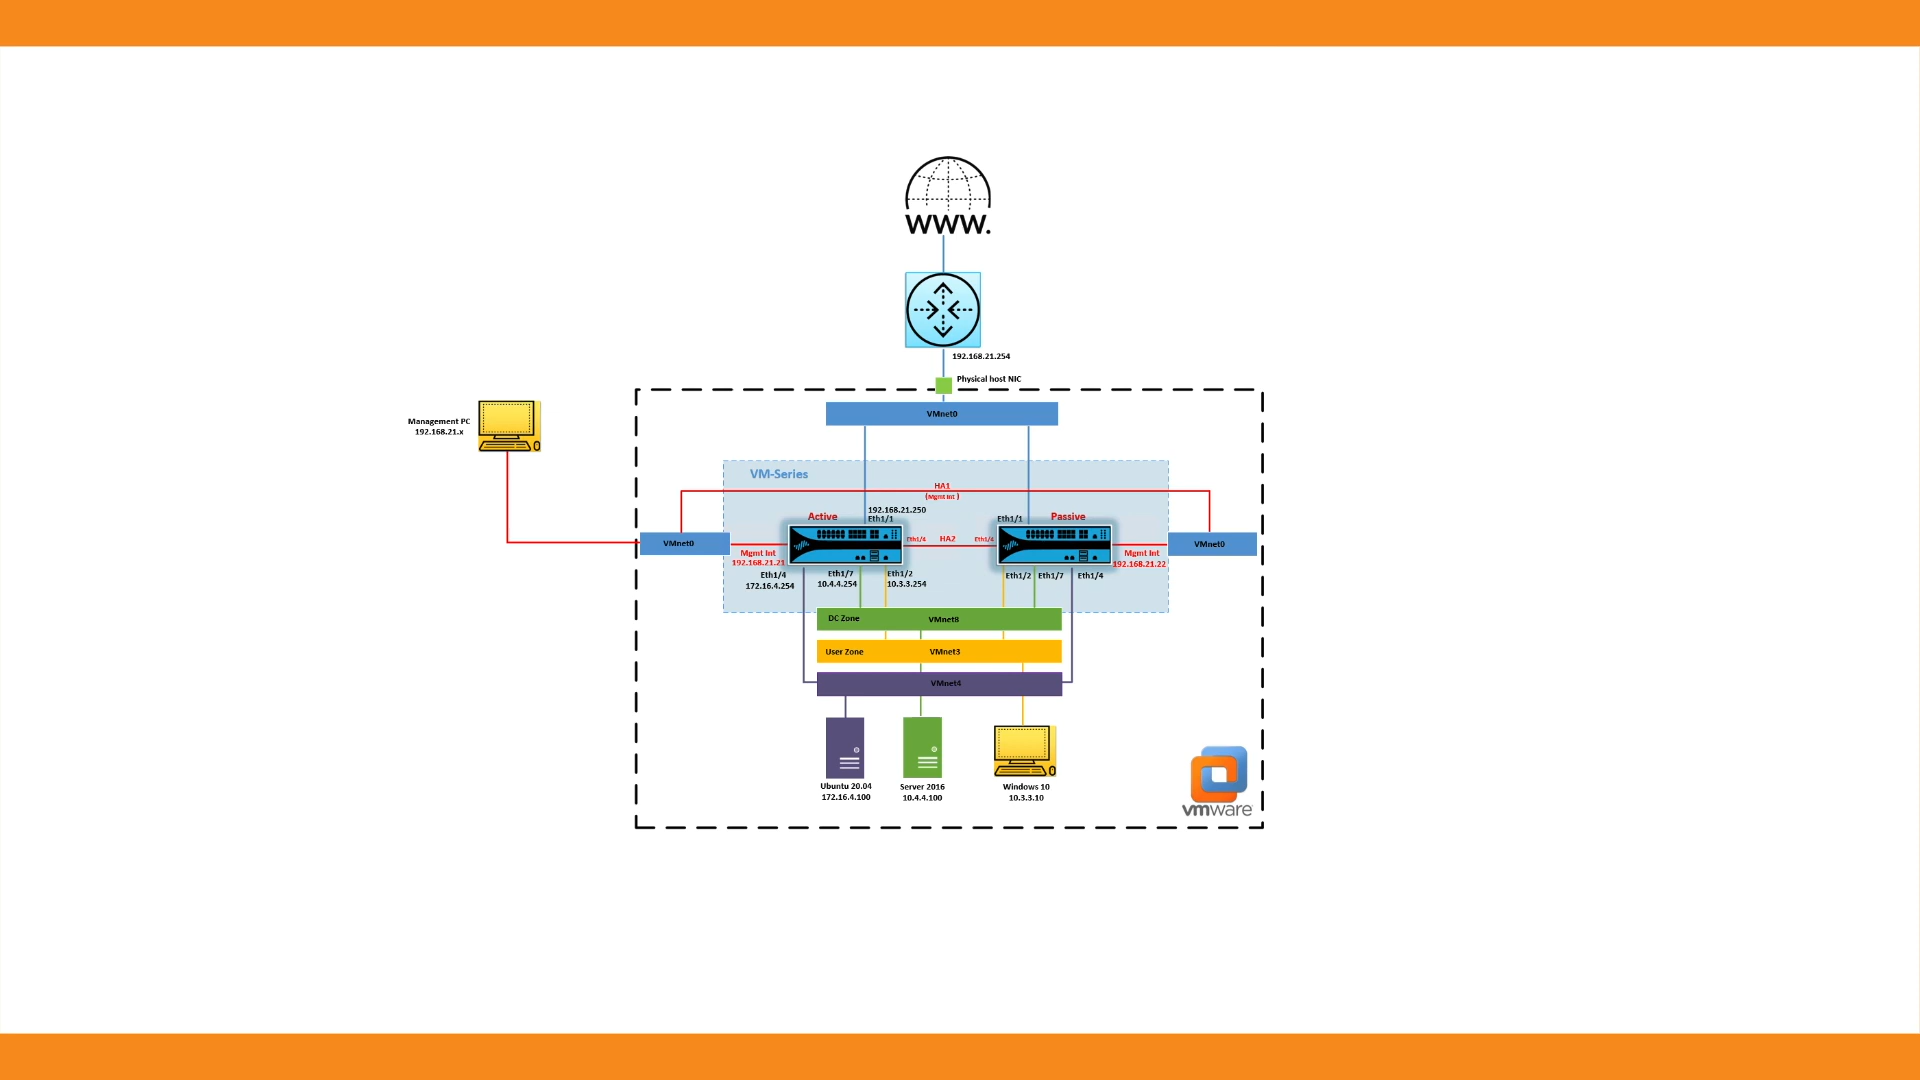 WWW.
192.168.21.254
Physical host NIC
VMnet0
Management PC
192.168.21.x
VM-Series
HA1
(Mgmt Int )
192.168.21.250
Active
Eth1/1
Eth1/1
Passive
VMnet0
Eth1/4
HA2
Eth1/4
VMnet0
Mgmt Int
192.168.21.21
Mgmt Int
192.168.21.22
Eth1/4
172.16.4.254
Eth1/7
10.4.4.254
Eth1/2
10.3.3.254
Eth1/2
Eth1/7
Eth1/4
DC Zone
VMnet8
User Zone
VMnet3
VMnet4
Ubuntu 20.04
172.16.4.100
Server 2016
10.4.4.100
Windows 10
10.3.3.10
vmware